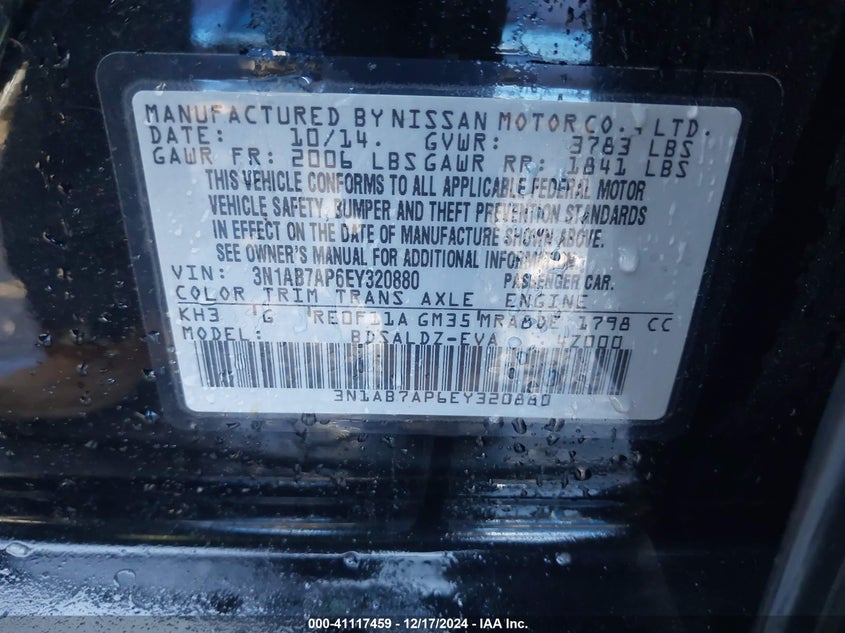 MANUFACTURED BY NISSAN MOTOR CO., LTD.
DATE: 10/14. GVWR: 3783 LBS
GAWR FR: 2006 LBS GAWR RR: 1841 LBS
THIS VEHICLE CONFORMS TO ALL APPLICABLE FEDERAL MOTOR
VEHICLE SAFETY, BUMPER AND THEFT PREVENTION STANDARDS
IN EFFECT ON THE DATE OF MANUFACTURE SHOWN ABOVE.
SEE OWNER'S MANUAL FOR ADDITIONAL INFORMATION.
VIN: 3N1AB7AP6EY320880 PASSENGER CAR.
COLOR TRIM TRANS AXLE ENGINE
KH3 G RE0F11A GM35 MRA8DE 1798 CC
MODEL: BDSALDZ-EVA
3N1AB7AP6EY320880
000-41117459 - 12/17/2024 - IAA Inc.